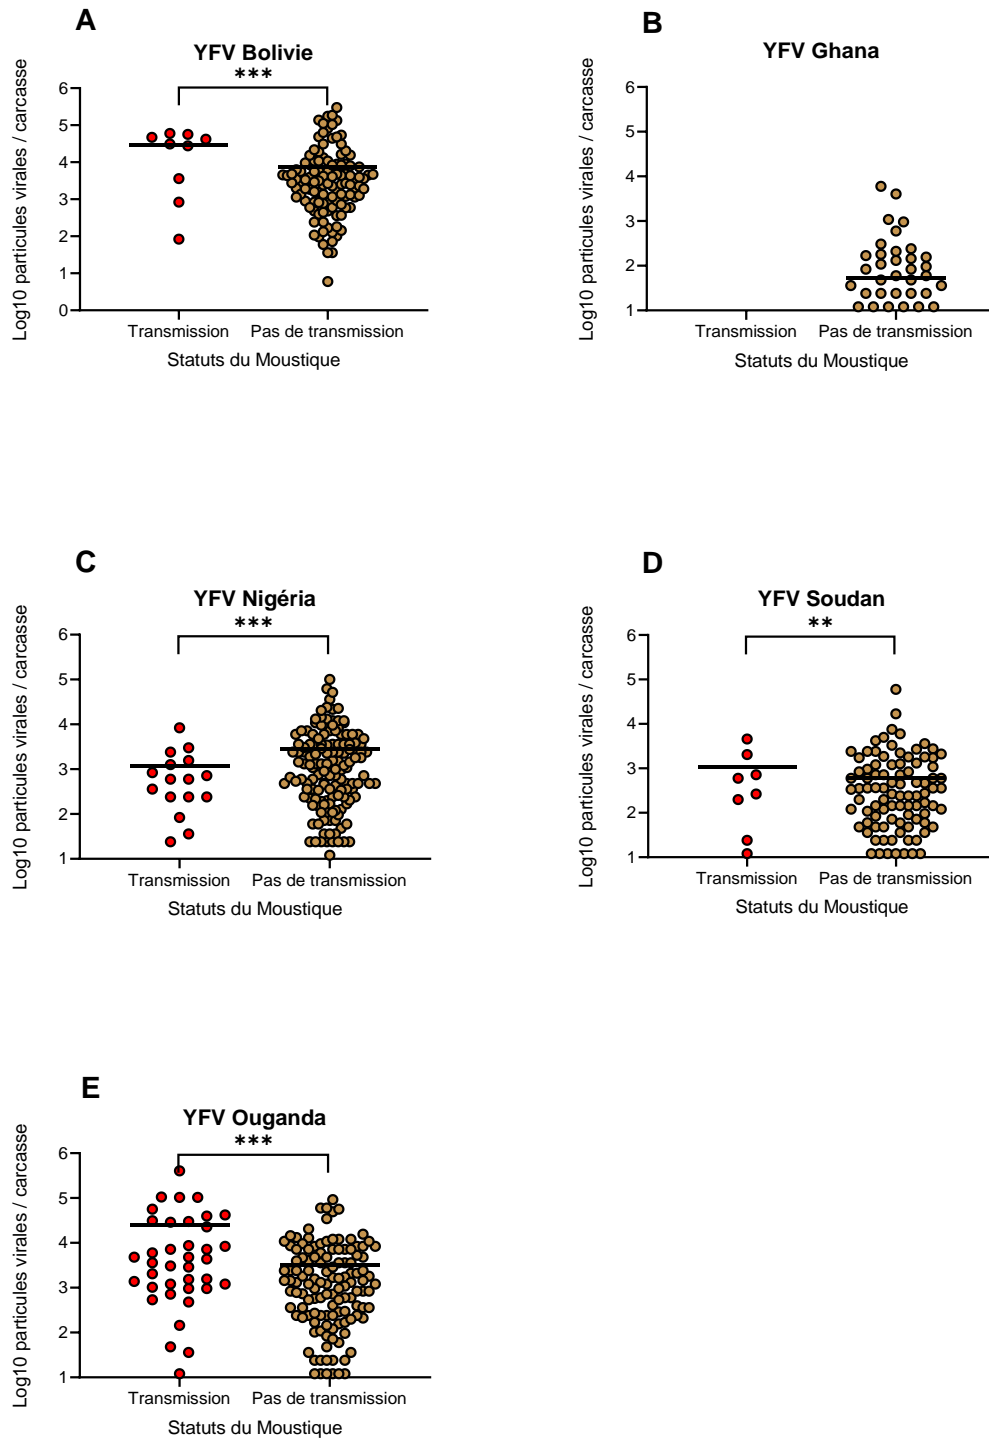 A
YFV Bolivie
***
Log10 particules virales / carcasse
6
5
4
3
2
1
0
Transmission
Pas de transmission
Statuts du Moustique
B
YFV Ghana
Log10 particules virales / carcasse
6
5
4
3
2
1
Transmission
Pas de transmission
Statuts du Moustique
C
YFV Nigéria
***
Log10 particules virales / carcasse
6
5
4
3
2
1
Transmission
Pas de transmission
Statuts du Moustique
D
YFV Soudan
**
Log10 particules virales / carcasse
6
5
4
3
2
1
Transmission
Pas de transmission
Statuts du Moustique
E
YFV Ouganda
***
Log10 particules virales / carcasse
6
5
4
3
2
1
Transmission
Pas de transmission
Statuts du Moustique